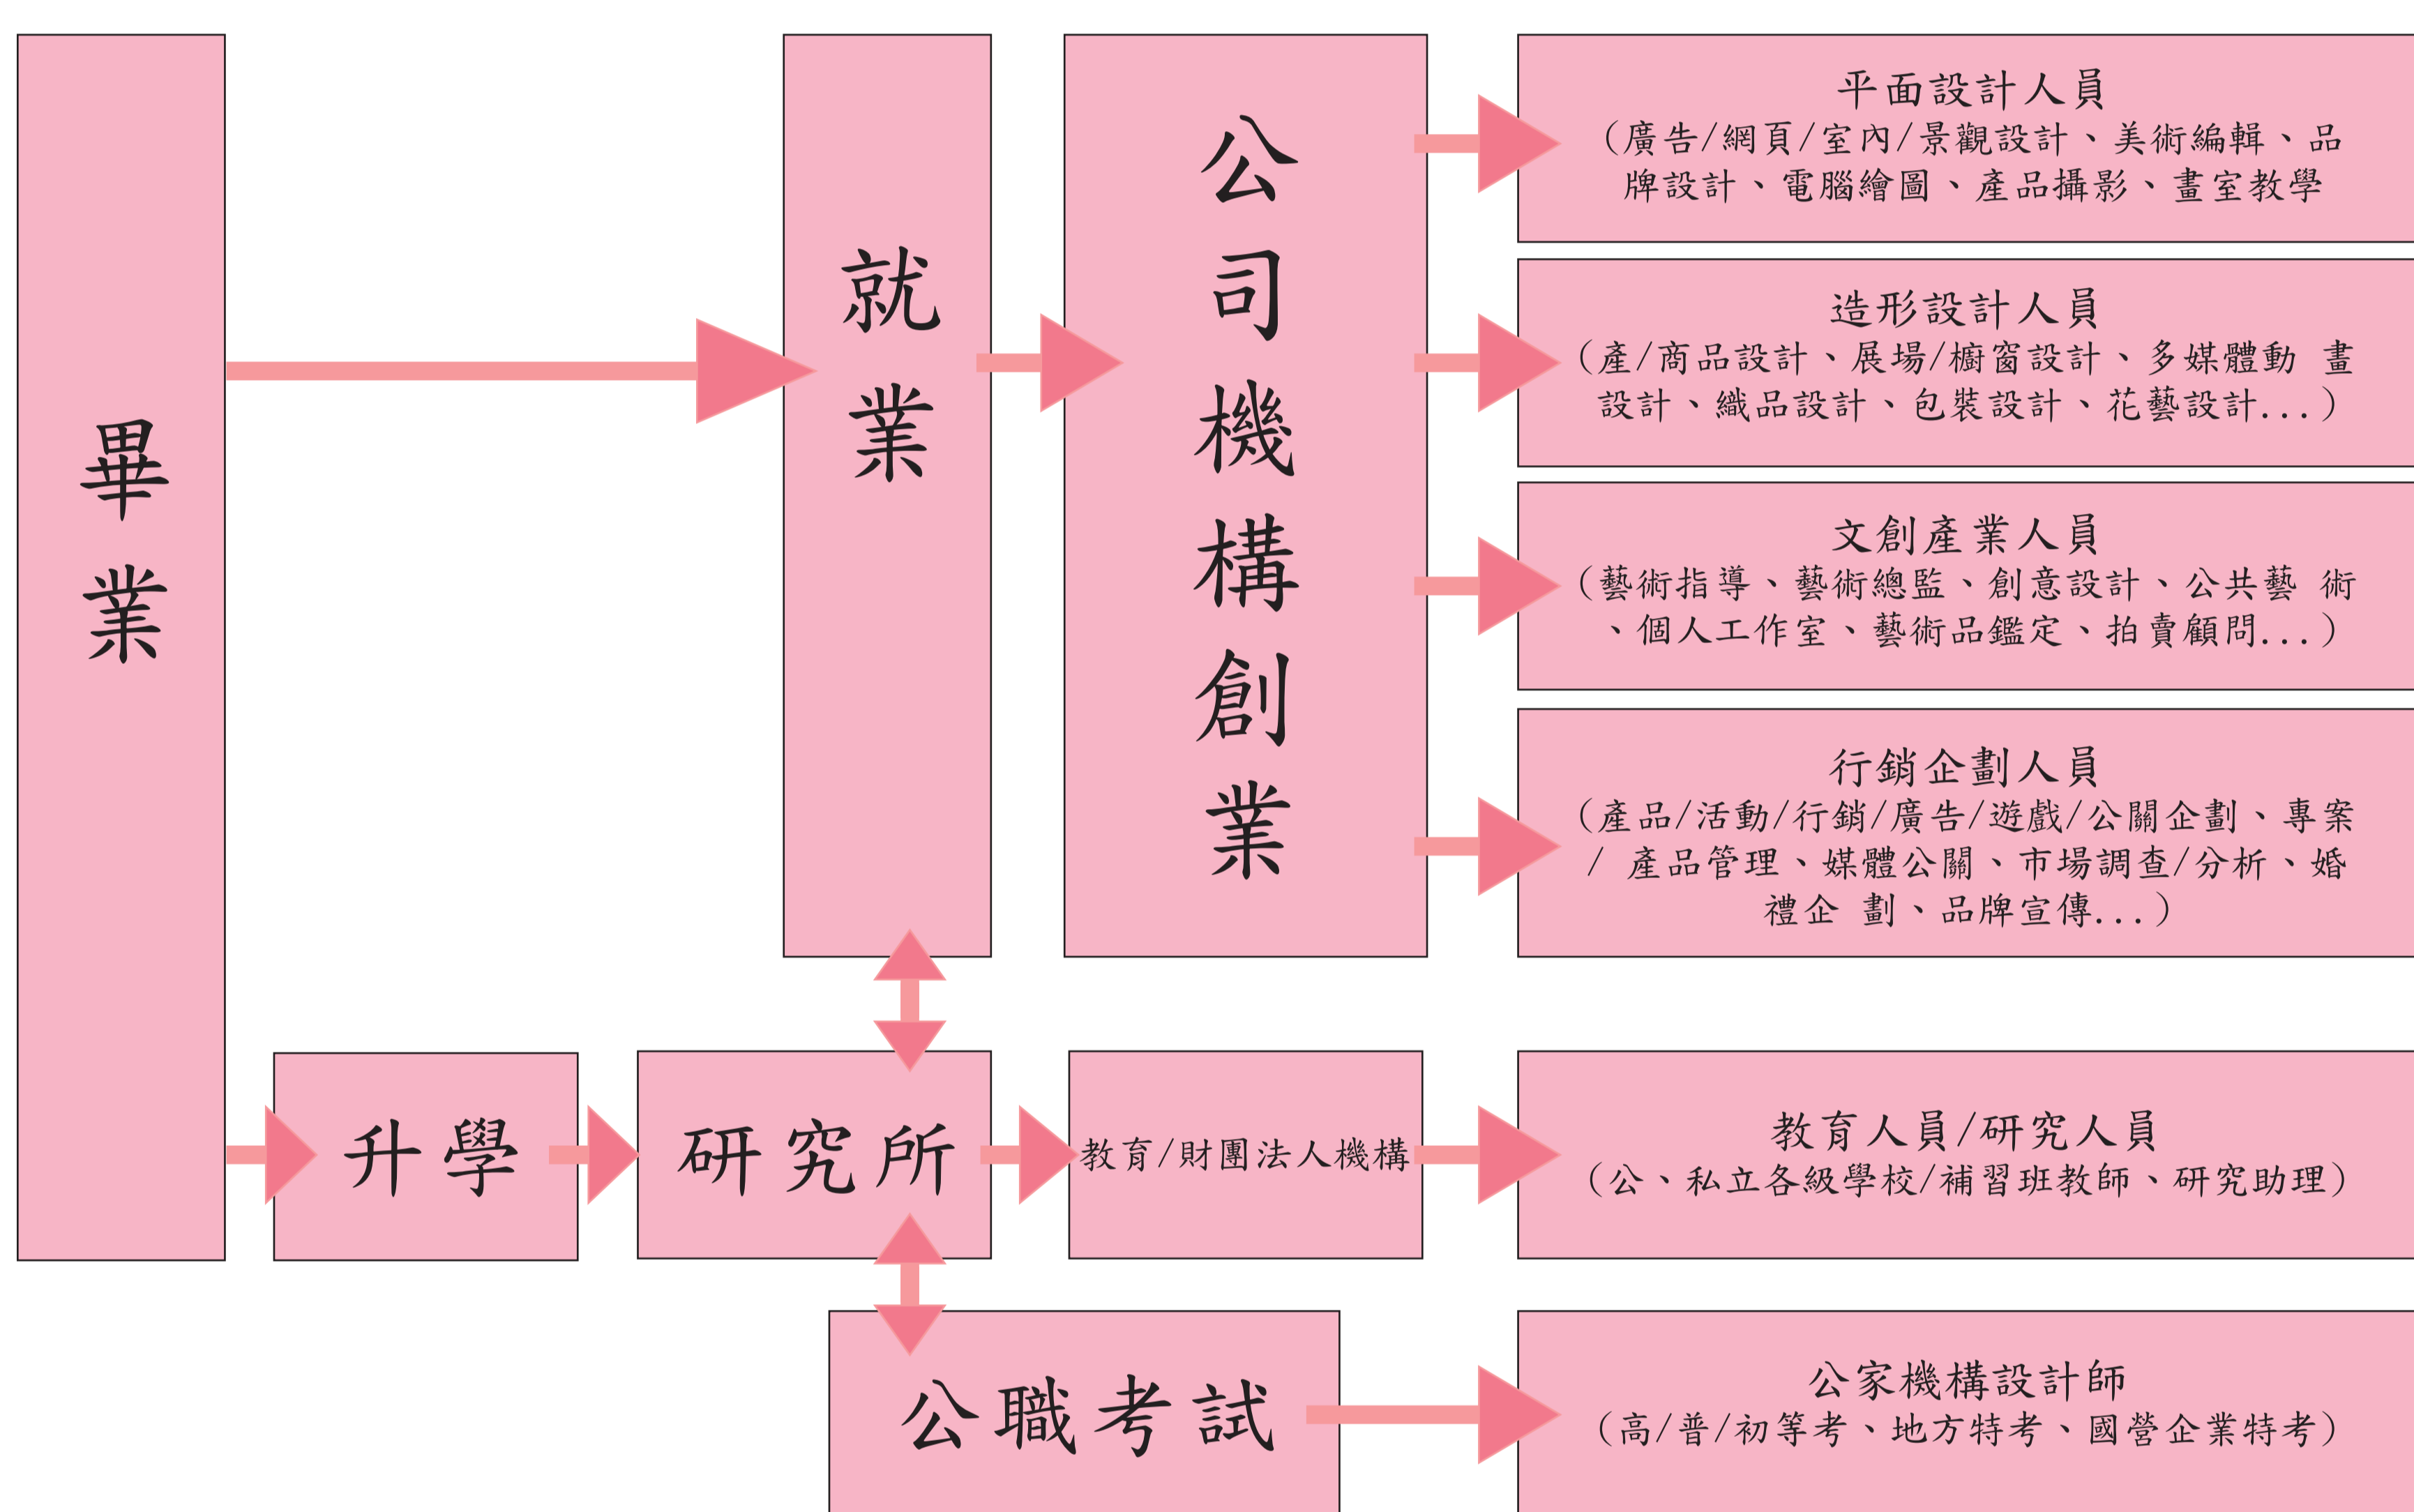 畢業
就業
公司機構創業
平面設計人員
（廣告/網頁/室內/景觀設計、美術編輯、品
牌設計、電腦繪圖、產品攝影、畫室教學
造形設計人員
（產/商品設計、展場/櫥窗設計、多媒體動 畫
設計、織品設計、包裝設計、花藝設計...）
文創產業人員
（藝術指導、藝術總監、創意設計、公共藝 術
、個人工作室、藝術品鑑定、拍賣顧問...）
行銷企劃人員
（產品/活動/行銷/廣告/遊戲/公關企劃、專案
/ 產品管理、媒體公關、市場調查/分析、婚
禮企 劃、品牌宣傳...）
升學
研究所
教育/財團法人機構
教育人員/研究人員
（公、私立各級學校/補習班教師、研究助理）
公職考試
公家機構設計師
（高/普/初等考、地方特考、國營企業特考）